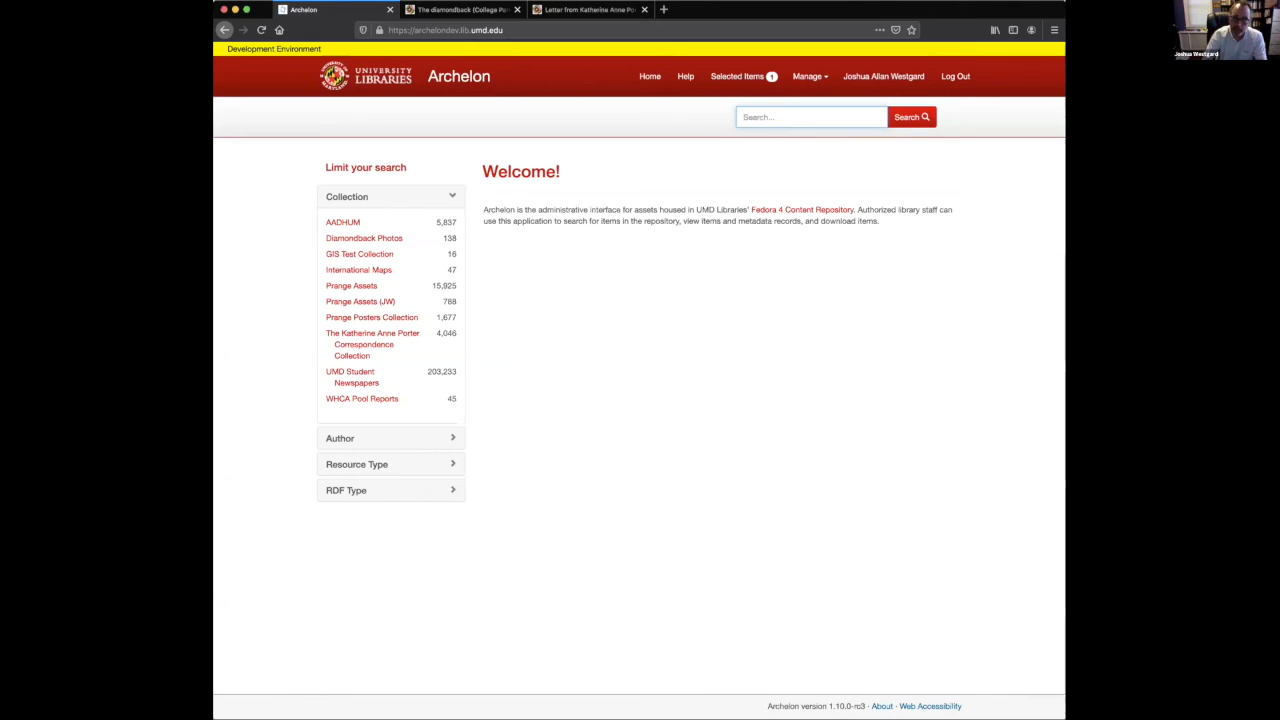 Archelon
The diamondback (College Pa
Letter from Katherine Anne Po
https://archelondev.lib.umd.edu
Development Environment
UNIVERSITY
LIBRARIES
Archelon
Home
Help
Selected Items 1
Manage
Joshua Allan Westgard
Log Out
Search...
Search
Limit your search
Collection
AADHUM 5,837
Diamondback Photos 138
GIS Test Collection 16
International Maps 47
Prange Assets 15,925
Prange Assets (JW) 788
Prange Posters Collection 1,677
The Katherine Anne Porter 4,046
Correspondence
Collection
UMD Student 203,233
Newspapers
WHCA Pool Reports 45
Author
Resource Type
RDF Type
Welcome!
Archelon is the administrative interface for assets housed in UMD Libraries' Fedora 4 Content Repository. Authorized library staff can
use this application to search for items in the repository, view items and metadata records, and download items.
Archelon version 1.10.0-rc3 · About · Web Accessibility
Joshua Westgard